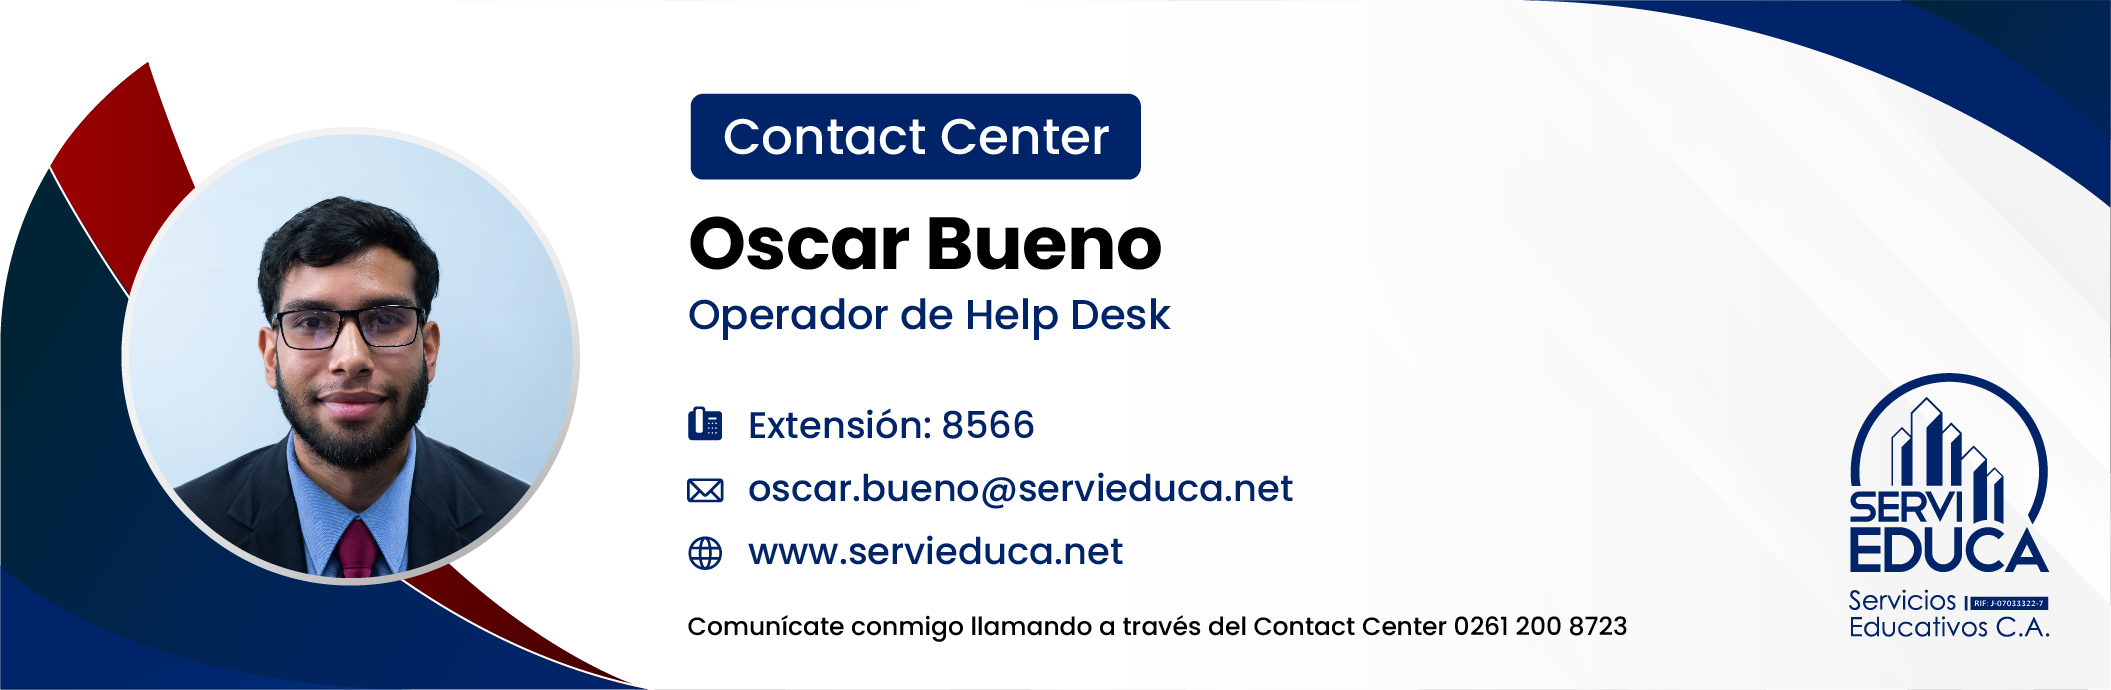 Contact Center
Oscar Bueno
Operador de Help Desk
Extensión: 8566
oscar.bueno@servieduca.net
www.servieduca.net
Comunícate conmigo llamando a través del Contact Center 0261 200 8723
SERVI
EDUCA
Servicios RIF: J-07033322-7
Educativos C.A.